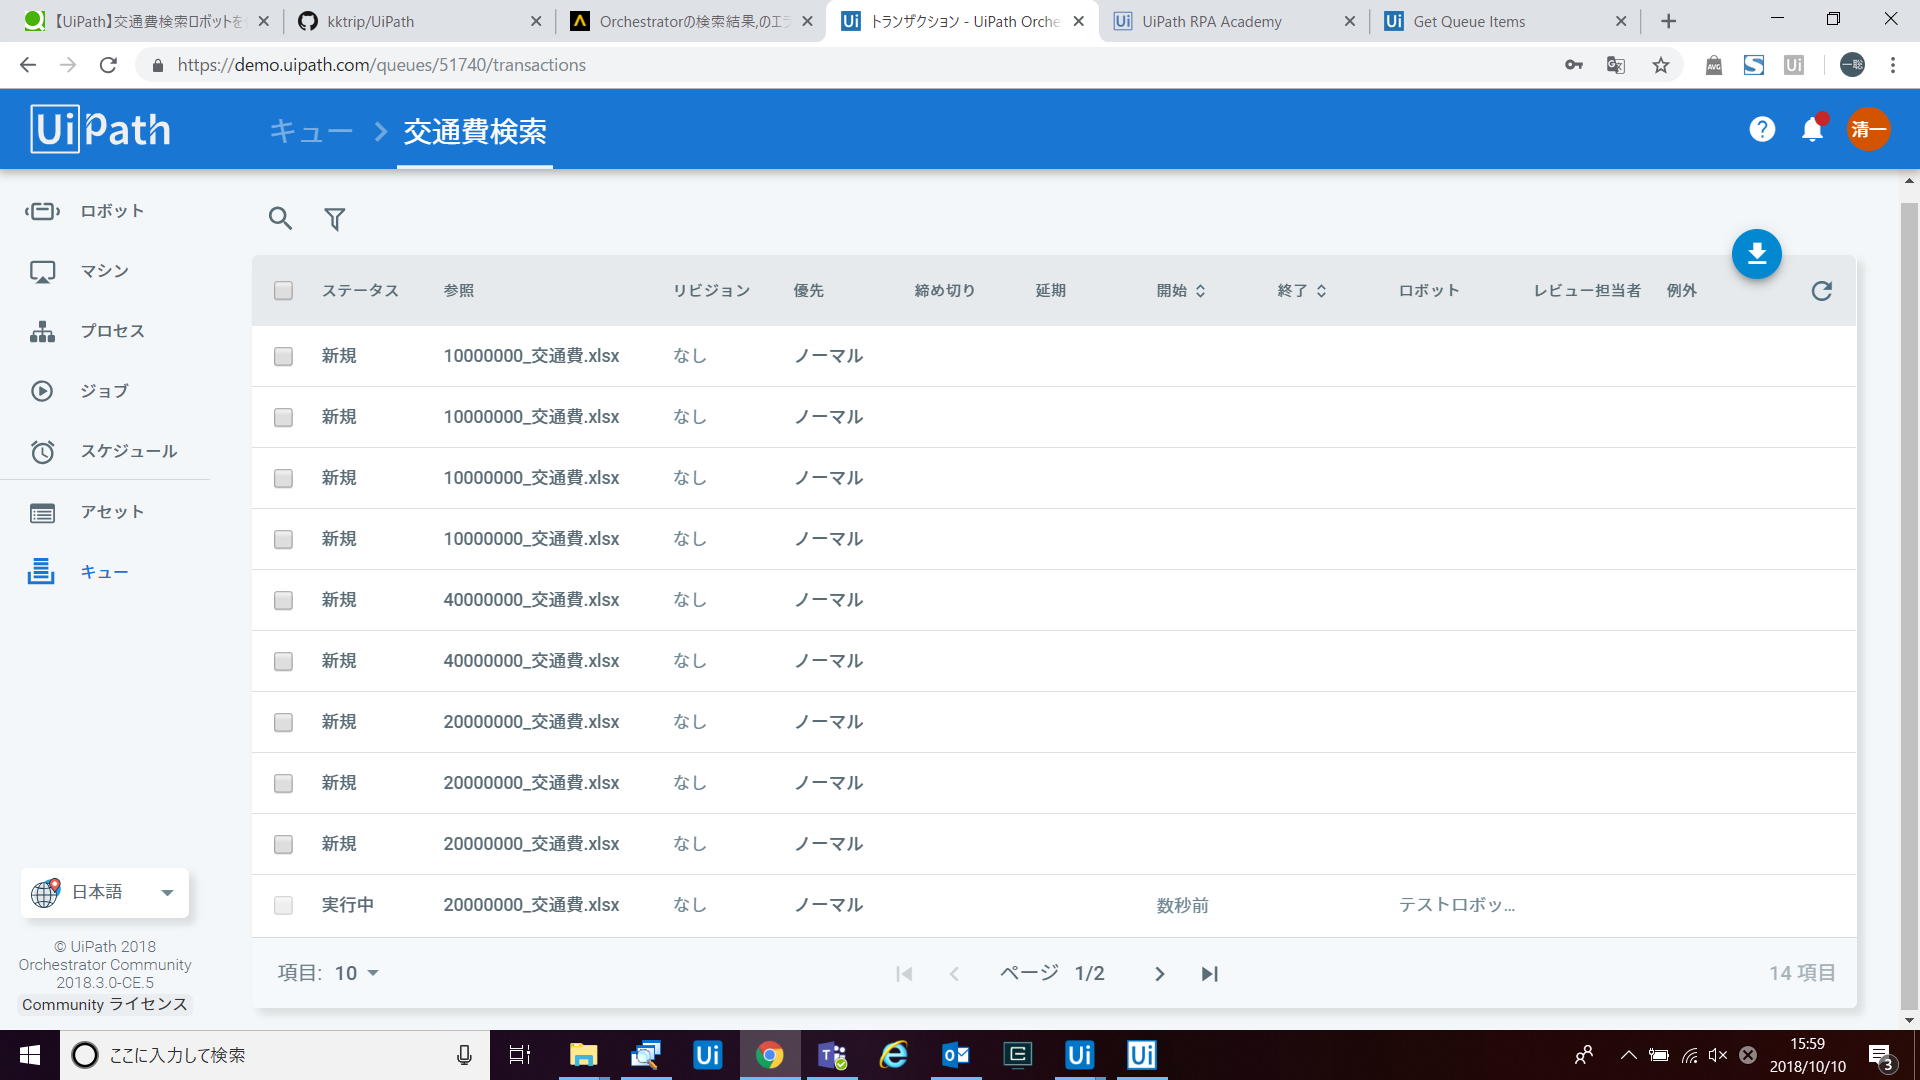 【UiPath】交通費検索ロボットを
kktrip/UiPath
Orchestratorの検索結果,のエラ
トランザクション - UiPath Orche
UiPath RPA Academy
Get Queue Items
https://demo.uipath.com/queues/51740/transactions
UiPath
キュー
交通費検索
清一
ロボット
マシン
プロセス
ジョブ
スケジュール
アセット
キュー
ステータス 参照 リビジョン 優先 締め切り 延期 開始 終了 ロボット レビュー担当者 例外
新規 10000000_交通費.xlsx なし ノーマル
新規 10000000_交通費.xlsx なし ノーマル
新規 10000000_交通費.xlsx なし ノーマル
新規 10000000_交通費.xlsx なし ノーマル
新規 40000000_交通費.xlsx なし ノーマル
新規 40000000_交通費.xlsx なし ノーマル
新規 20000000_交通費.xlsx なし ノーマル
新規 20000000_交通費.xlsx なし ノーマル
新規 20000000_交通費.xlsx なし ノーマル
実行中 20000000_交通費.xlsx なし ノーマル 数秒前 テストロボッ...
項目: 10 ページ 1/2 14 項目
日本語
© UiPath 2018
Orchestrator Community
2018.3.0-CE.5
Community ライセンス
ここに入力して検索
15:59
2018/10/10
3